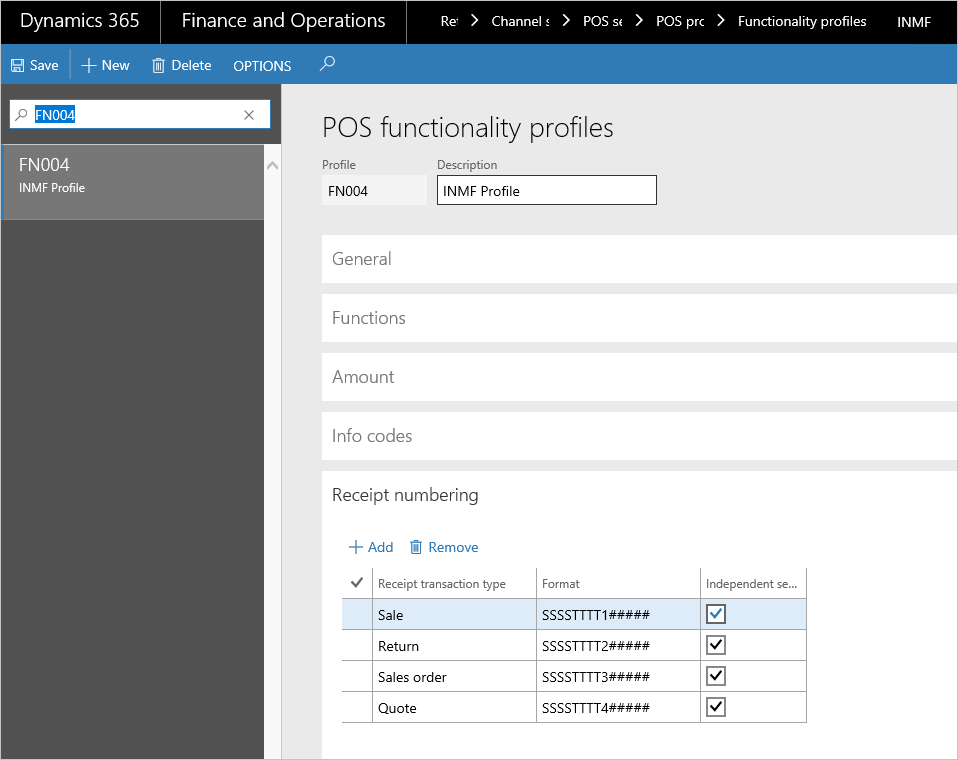 Dynamics 365 Finance and Operations Channel s POS se POS pro Functionality profiles INMF
Save New Delete OPTIONS
FN004
FN004
INMF Profile
POS functionality profiles
Profile Description
FN004 INMF Profile
General
Functions
Amount
Info codes
Receipt numbering
Add Remove
Receipt transaction type Format Independent se...
Sale SSSSTTTT1#####
Return SSSSTTTT2#####
Sales order SSSSTTTT3#####
Quote SSSSTTTT4#####